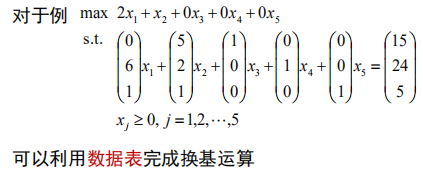 对于例 max 2x₁ + x₂ + 0x₃ + 0x₄ + 0x₅
s.t. (0 6 1) x₁ + (5 2 1) x₂ + (1 0 0) x₃ + (0 1 0) x₄ + (0 0 1) x₅ = (15 24 5)
xⱼ ≥ 0, j = 1,2,⋯,5
可以利用数据表完成换基运算